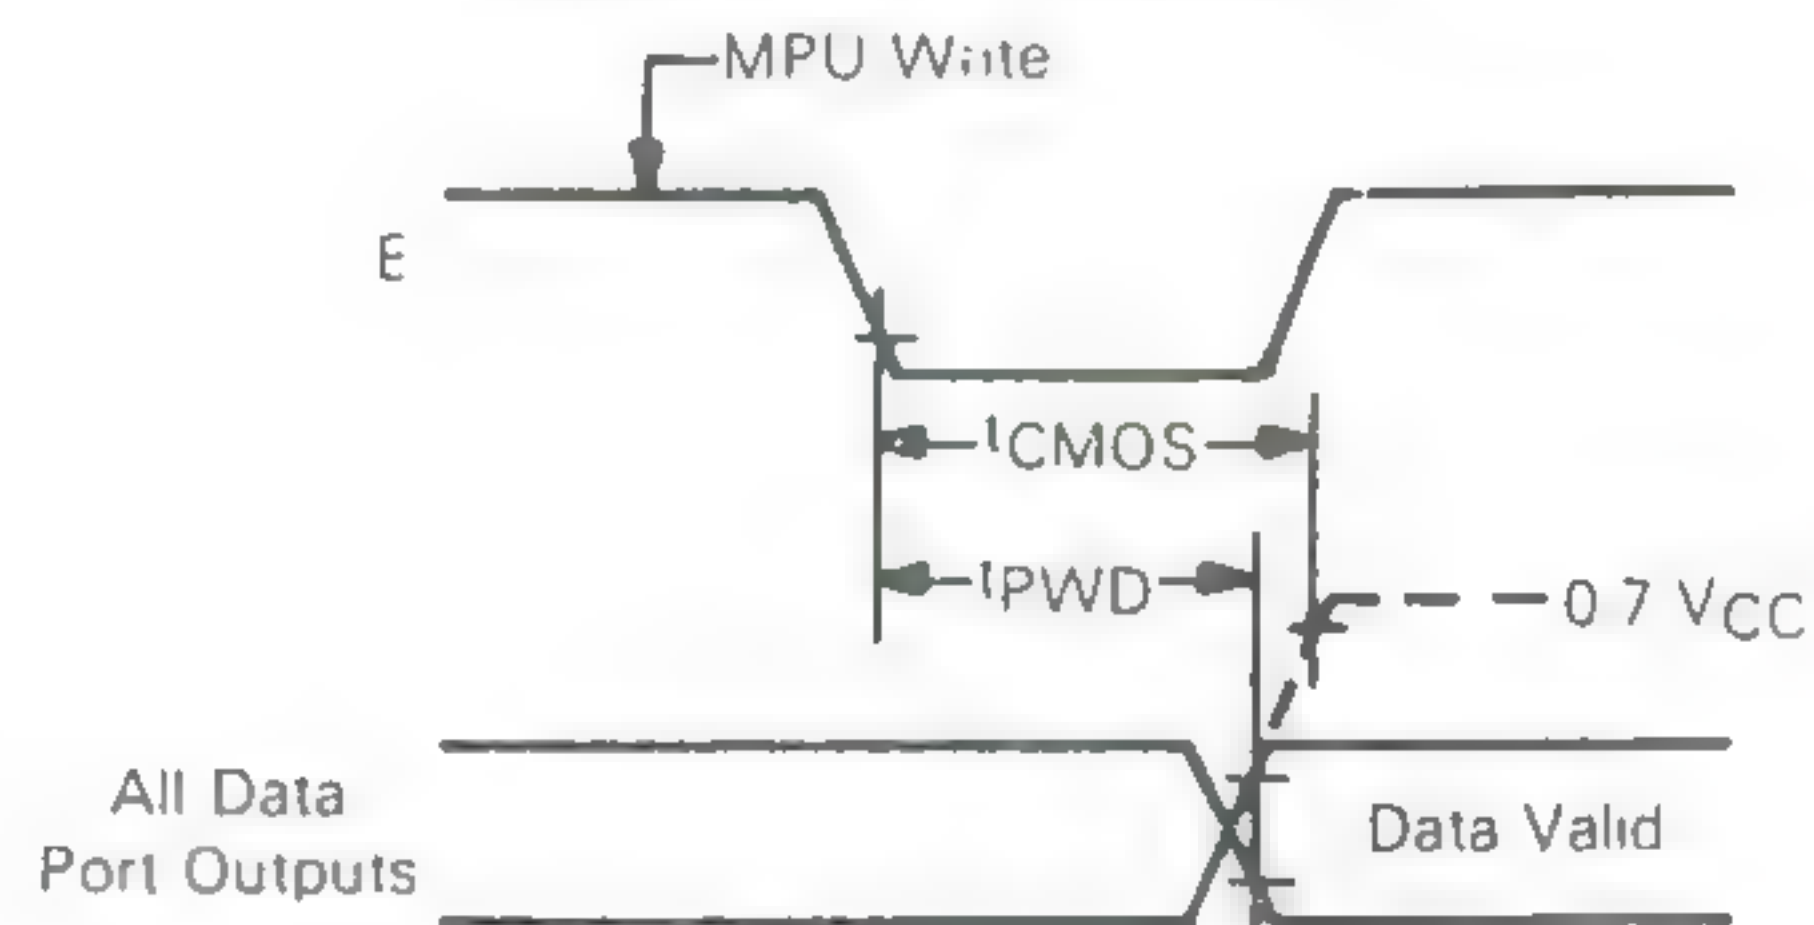 MPU Write
E
tCMOS
tPWD
0 7 VCC
All Data
Port Outputs
Data Valid